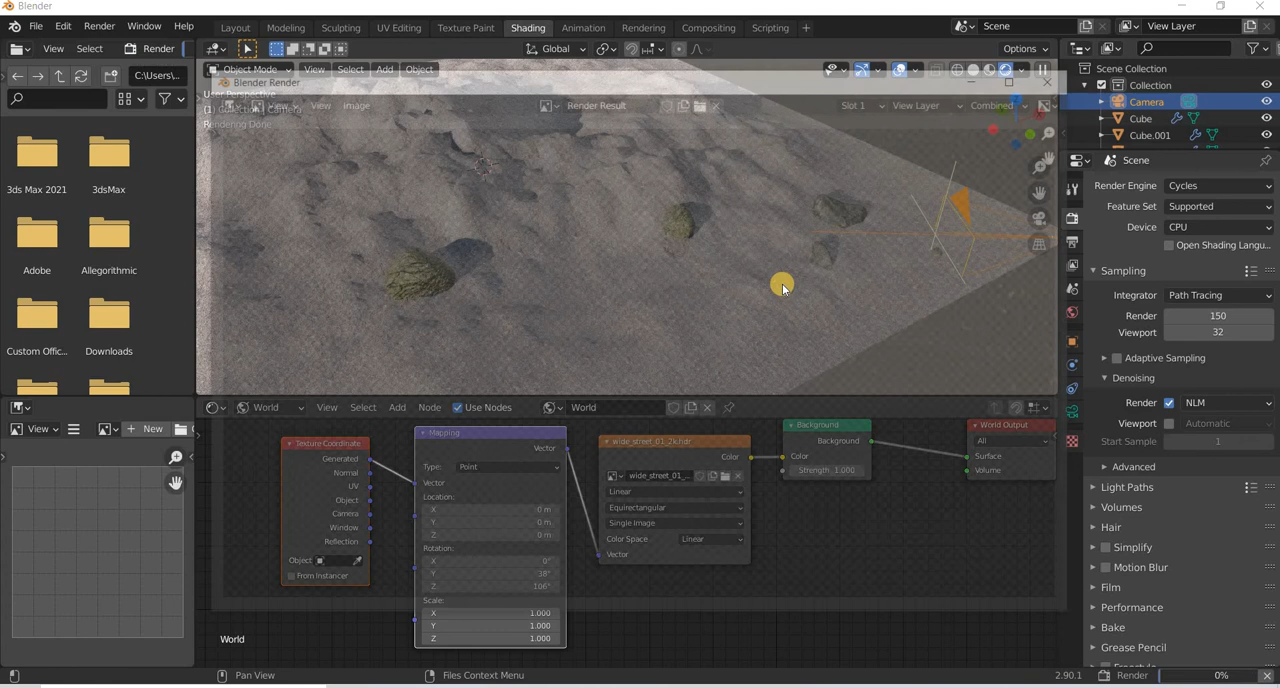 Blender
File Edit Render Window Help
Layout Modeling Sculpting UV Editing Texture Paint Shading Animation Rendering Compositing Scripting +
Scene
View Layer
View Select Render
Global
Options
C:\Users\...
Object Mode View Select Add Object
Blender Render
User Perspective
(1) Collection | Camera
Rendering Done
View View Image
Render Result
Slot 1 View Layer Combined
3ds Max 2021 3dsMax
Adobe Allegorithmic
Custom Offic... Downloads
Scene Collection
Collection
Camera
Cube
Cube.001
Scene
Render Engine Cycles
Feature Set Supported
Device CPU
Open Shading Langu...
Sampling
Integrator Path Tracing
Render 150
Viewport 32
Adaptive Sampling
Denoising
Render NLM
Viewport Automatic
Start Sample 1
Advanced
Light Paths
Volumes
Hair
Simplify
Motion Blur
Film
Performance
Bake
Grease Pencil
View + New
World View Select Add Node Use Nodes World
Texture Coordinate
Generated
Normal
UV
Object
Camera
Window
Reflection
Object
From Instancer
Mapping
Vector
Type: Point
Vector
Location:
X 0 m
Y 0 m
Z 0 m
Rotation:
X 0°
Y 38°
Z 106°
Scale:
X 1.000
Y 1.000
Z 1.000
wide_street_01_2k.hdr
Color
wide_street_01_...
Linear
Equirectangular
Single Image
Color Space Linear
Vector
Background
Background
Color
Strength 1.000
World Output
All
Surface
Volume
World
Pan View
Files Context Menu
2.90.1 Render 0%